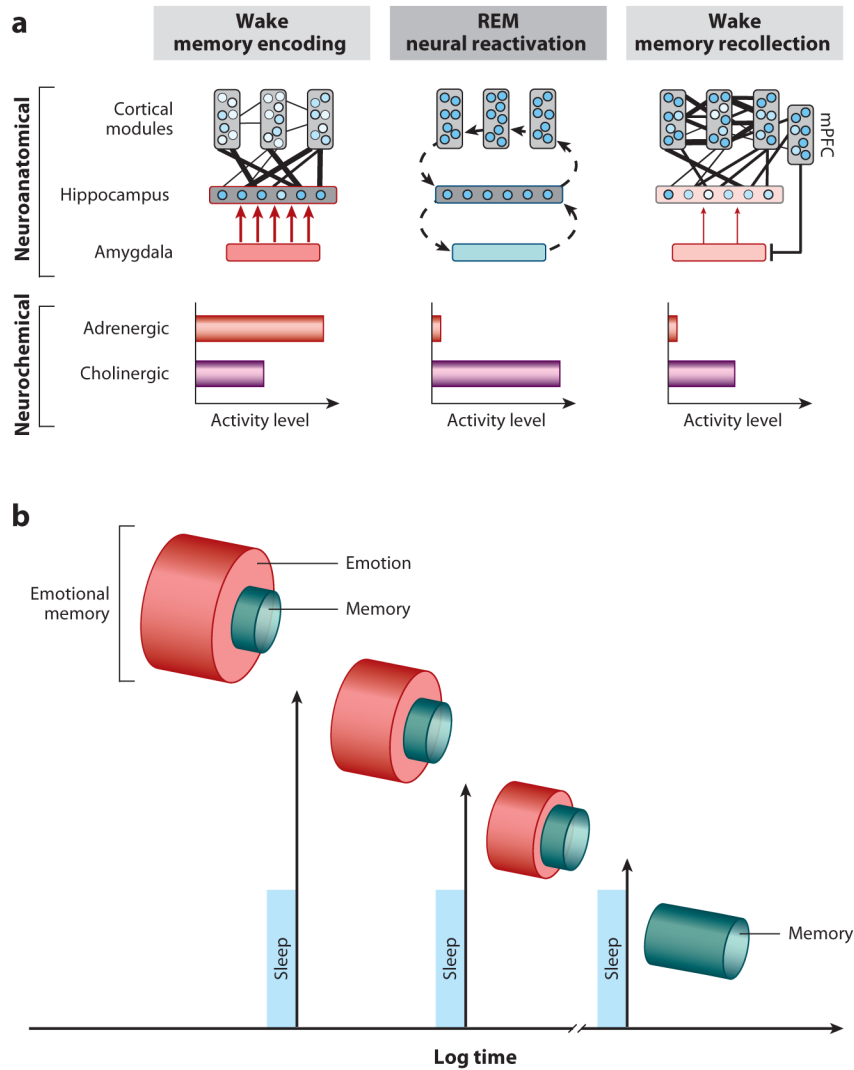 a
Wake
memory encoding
REM
neural reactivation
Wake
memory recollection
Neuroanatomical
Cortical
modules
mPFC
Hippocampus
Amygdala
Neurochemical
Adrenergic
Cholinergic
Activity level
Activity level
Activity level
b
Emotional
memory
Emotion
Memory
Sleep
Sleep
Sleep
Memory
Log time